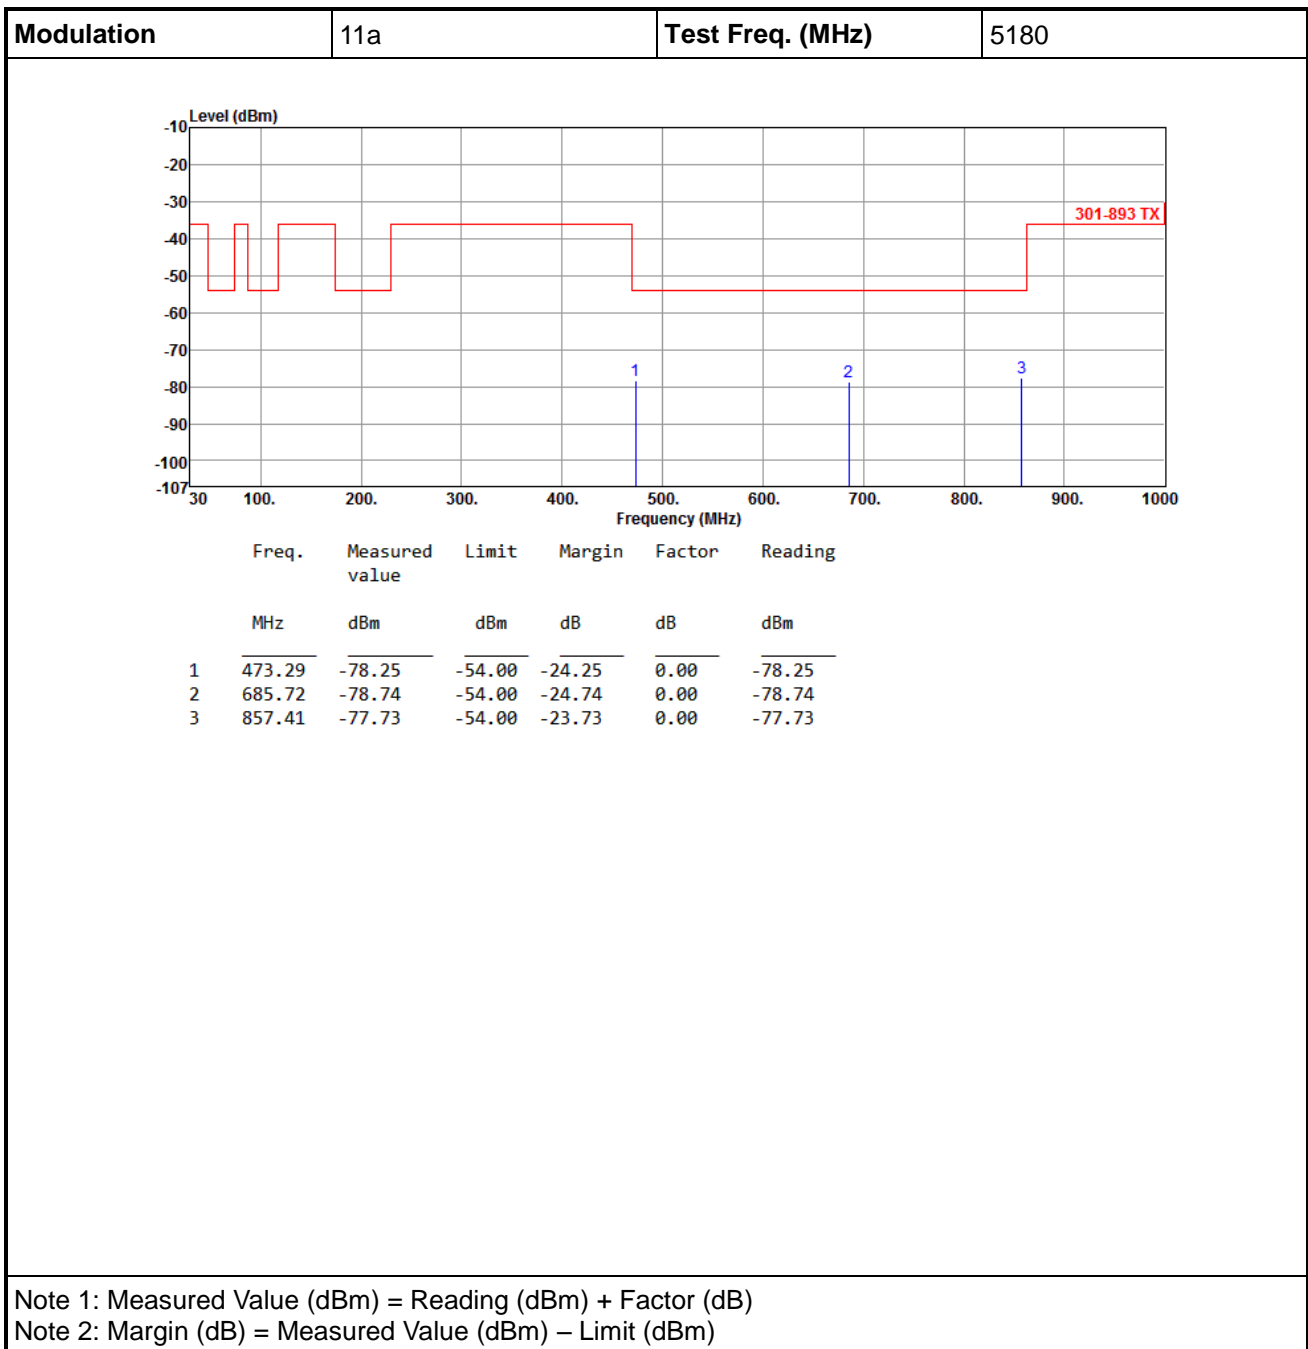 Modulation 11a Test Freq. (MHz) 5180
Level (dBm)
-10
-20
-30
301-893 TX
-40
-50
-60
-70
1 2 3
-80
-90
-100
-107
30 100. 200. 300. 400. 500. 600. 700. 800. 900. 1000
Frequency (MHz)
Freq. Measured Limit Margin Factor Reading
value
MHz dBm dBm dB dB dBm
1 473.29 -78.25 -54.00 -24.25 0.00 -78.25
2 685.72 -78.74 -54.00 -24.74 0.00 -78.74
3 857.41 -77.73 -54.00 -23.73 0.00 -77.73
Note 1: Measured Value (dBm) = Reading (dBm) + Factor (dB)
Note 2: Margin (dB) = Measured Value (dBm) – Limit (dBm)